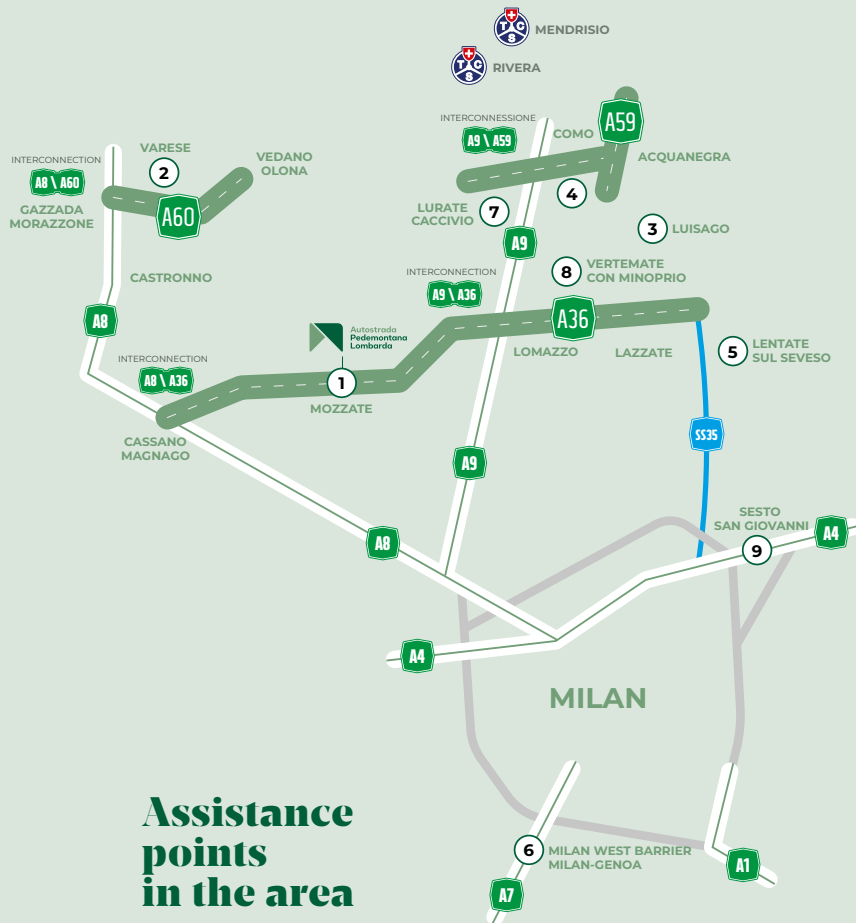 MENDRISIO
T C S
RIVERA
T C S
INTERCONNESSIONE
A9 \ A59
COMO
A59
ACQUANEGRA
VARESE
2
VEDANO
OLONA
INTERCONNECTION
A8 \ A60
GAZZADA
MORAZZONE
A60
4
LURATE
CACCIVIO
7
3
LUISAGO
A9
CASTRONNO
INTERCONNECTION
A9 \ A36
8
VERTEMATE
CON MINOPRIO
A8
A36
Autostrada
Pedemontana
Lombarda
LOMAZZO
LAZZATE
5
LENTATE
SUL SEVESO
INTERCONNECTION
A8 \ A36
1
MOZZATE
CASSANO
MAGNAGO
SS35
A9
SESTO
SAN GIOVANNI
A4
A8
9
A4
MILAN
Assistance
points
in the area
6
MILAN WEST BARRIER
MILAN-GENOA
A1
A7